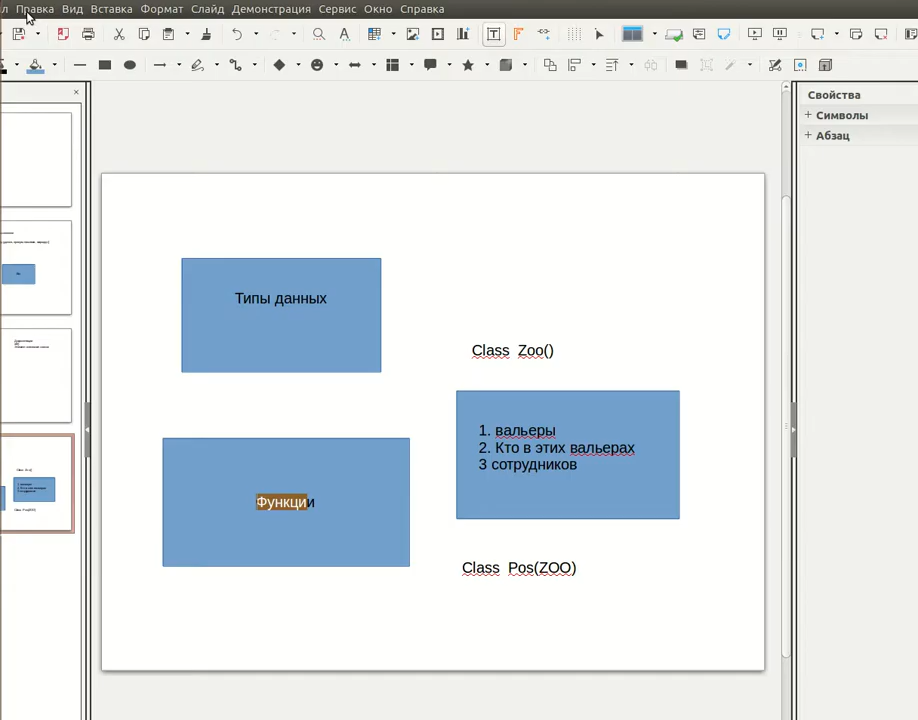 л Правка Вид Вставка Формат Слайд Демонстрация Сервис Окно Справка
Свойства
Символы
Абзац
Типы данных
Class Zoo()
1. вальеры
2. Кто в этих вальерах
3 сотрудников
Функции
Class Pos(ZOO)